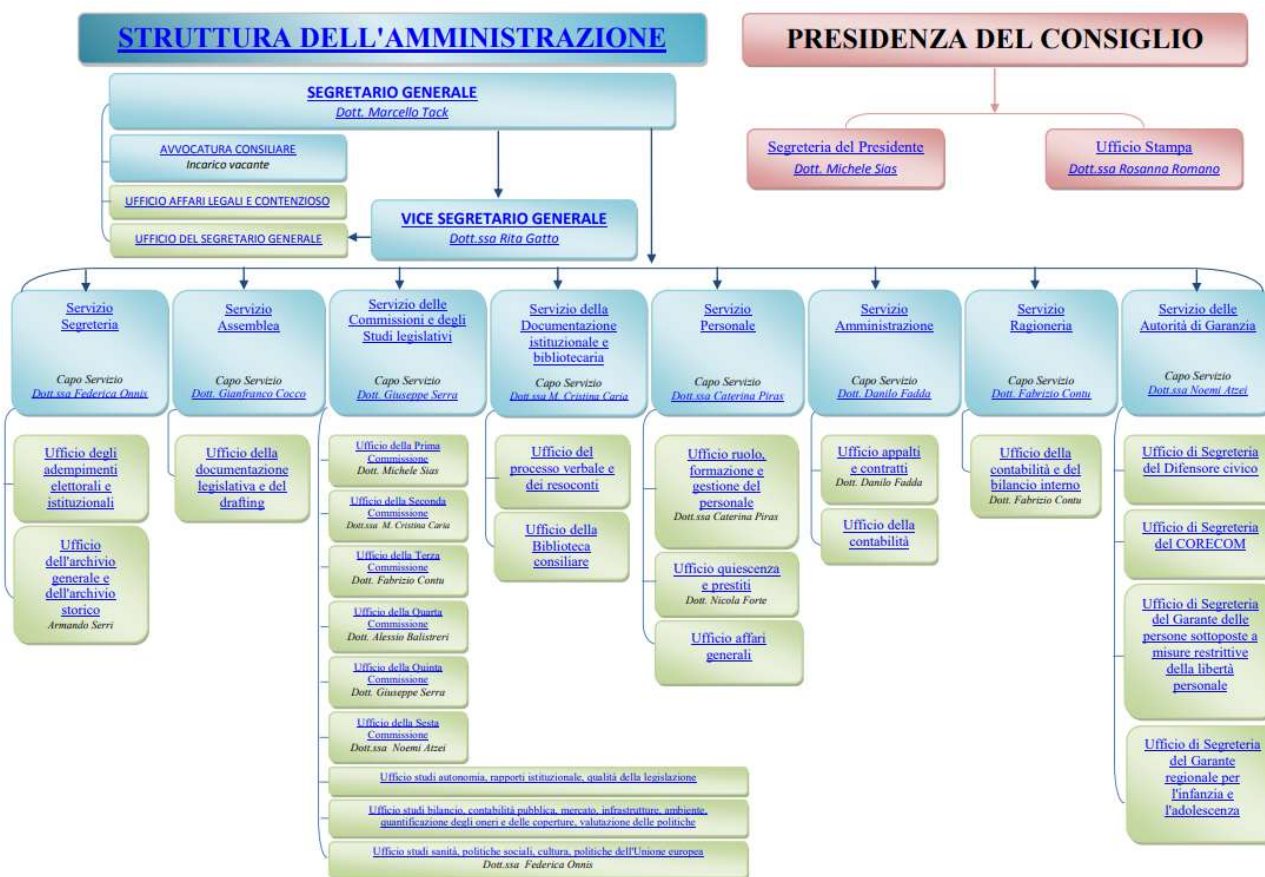 STRUTTURA DELL'AMMINISTRAZIONE
PRESIDENZA DEL CONSIGLIO
SEGRETARIO GENERALE
Dott. Marcello Tack
AVVOCATURA CONSILIARE
Incarico vacante
UFFICIO AFFARI LEGALI E CONTENZIOSO
UFFICIO DEL SEGRETARIO GENERALE
VICE SEGRETARIO GENERALE
Dott.ssa Rita Gatto
Segreteria del Presidente
Dott. Michele Sias
Ufficio Stampa
Dott.ssa Rosanna Romano
Servizio
Segreteria
Capo Servizio
Dott.ssa Federica Onnis
Ufficio degli
adempimenti
elettorali e
istituzionali
Ufficio
dell'archivio
generale e
dell'archivio
storico
Armando Serri
Servizio
Assemblea
Capo Servizio
Dott. Gianfranco Cocco
Ufficio della
documentazione
legislativa e del
drafting
Servizio delle
Commissioni e degli
Studi legislativi
Capo Servizio
Dott. Giuseppe Serra
Ufficio della Prima
Commissione
Dott. Michele Sias
Ufficio della Seconda
Commissione
Dott.ssa M. Cristina Caria
Ufficio della Terza
Commissione
Dott. Fabrizio Contu
Ufficio della Quarta
Commissione
Dott. Alessio Balistreri
Ufficio della Quinta
Commissione
Dott. Giuseppe Serra
Ufficio della Sesta
Commissione
Dott.ssa Noemi Atzei
Ufficio studi autonomia, rapporti istituzionale, qualità della legislazione
Ufficio studi bilancio, contabilità pubblica, mercato, infrastrutture, ambiente,
quantificazione degli oneri e delle coperture, valutazione delle politiche
Ufficio studi sanità, politiche sociali, cultura, politiche dell'Unione europea
Dott.ssa Federica Onnis
Servizio della
Documentazione
istituzionale e
bibliotecaria
Capo Servizio
Dott.ssa M. Cristina Caria
Ufficio del
processo verbale e
dei resoconti
Ufficio della
Biblioteca
consiliare
Servizio
Personale
Capo Servizio
Dott.ssa Caterina Piras
Ufficio ruolo,
formazione e
gestione del
personale
Dott.ssa Caterina Piras
Ufficio quiescenza
e prestiti
Dott. Nicola Forte
Ufficio affari
generali
Servizio
Amministrazione
Capo Servizio
Dott. Danilo Fadda
Ufficio appalti
e contratti
Dott. Danilo Fadda
Ufficio della
contabilità
Servizio
Ragioneria
Capo Servizio
Dott. Fabrizio Contu
Ufficio della
contabilità e del
bilancio interno
Dott. Fabrizio Contu
Servizio delle
Autorità di Garanzia
Capo Servizio
Dott.ssa Noemi Atzei
Ufficio di Segreteria
del Difensore civico
Ufficio di Segreteria
del CORECOM
Ufficio di Segreteria
del Garante delle
persone sottoposte a
misure restrittive
della libertà
personale
Ufficio di Segreteria
del Garante
regionale per
l'infanzia e
l'adolescenza